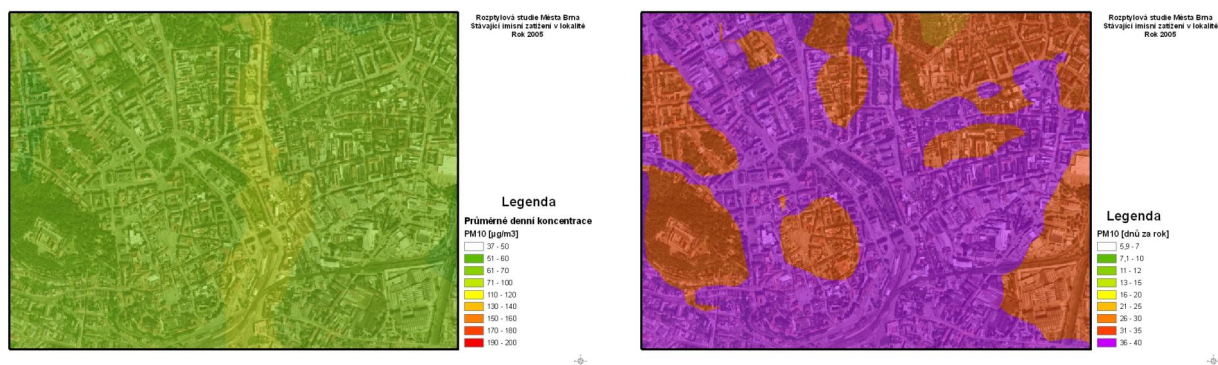 Rozptylová studie Města Brna
Stávající imisní zatížení v lokalitě
Rok 2005
Legenda
Průměrné denní koncentrace
PM10 [µg/m3]
37 - 50
51 - 60
61 - 70
71 - 100
110 - 120
130 - 140
150 - 160
170 - 180
190 - 200
Rozptylová studie Města Brna
Stávající imisní zatížení v lokalitě
Rok 2005
Legenda
PM10 [dnů za rok]
5,9 - 7
7,1 - 10
11 - 12
13 - 15
16 - 20
21 - 25
26 - 30
31 - 35
36 - 40